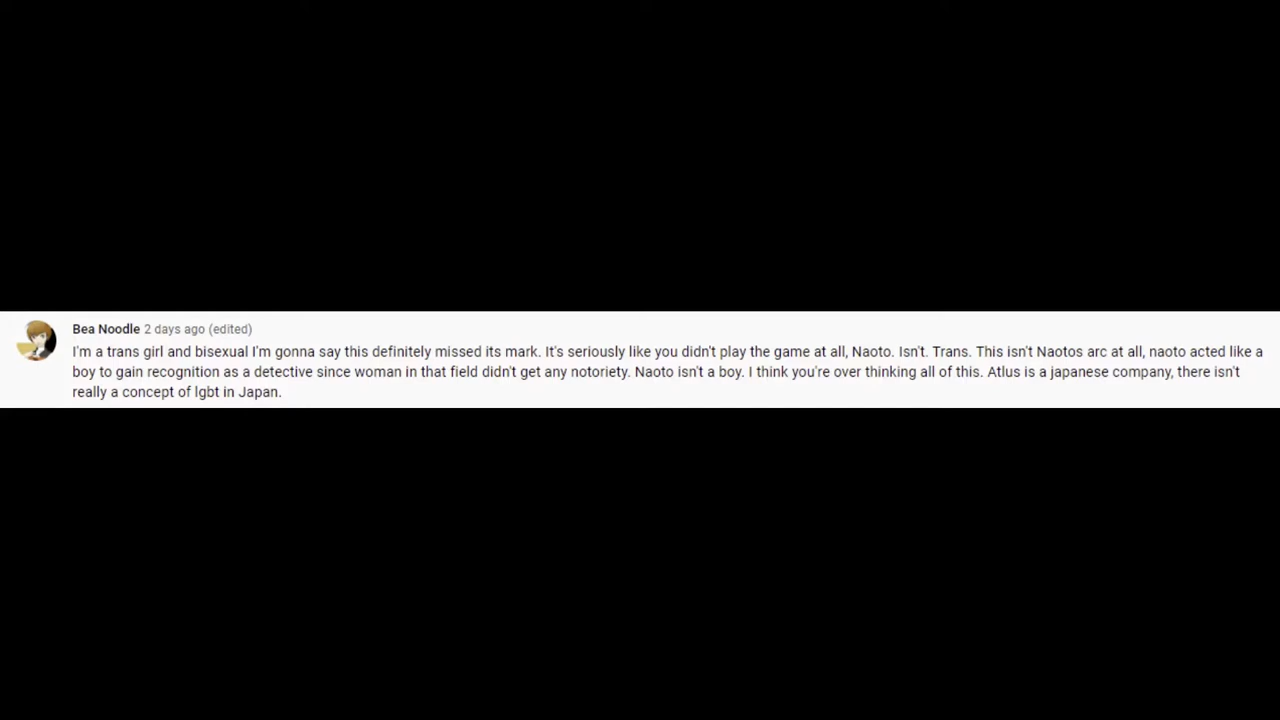 Bea Noodle 2 days ago (edited)
I'm a trans girl and bisexual I'm gonna say this definitely missed its mark. It's seriously like you didn't play the game at all, Naoto. Isn't. Trans. This isn't Naotos arc at all, naoto acted like a
boy to gain recognition as a detective since woman in that field didn't get any notoriety. Naoto isn't a boy. I think you're over thinking all of this. Atlus is a japanese company, there isn't
really a concept of lgbt in Japan.